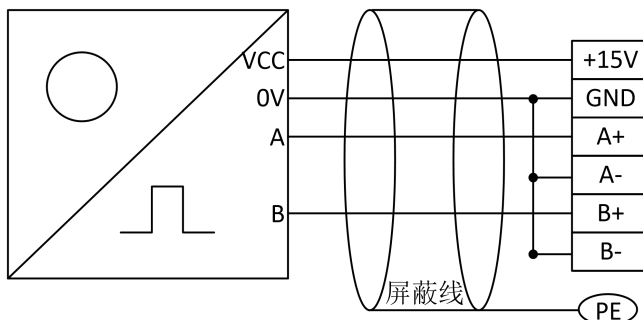 VCC
0V
A
B
+15V
GND
A+
A-
B+
B-
屏蔽线
PE